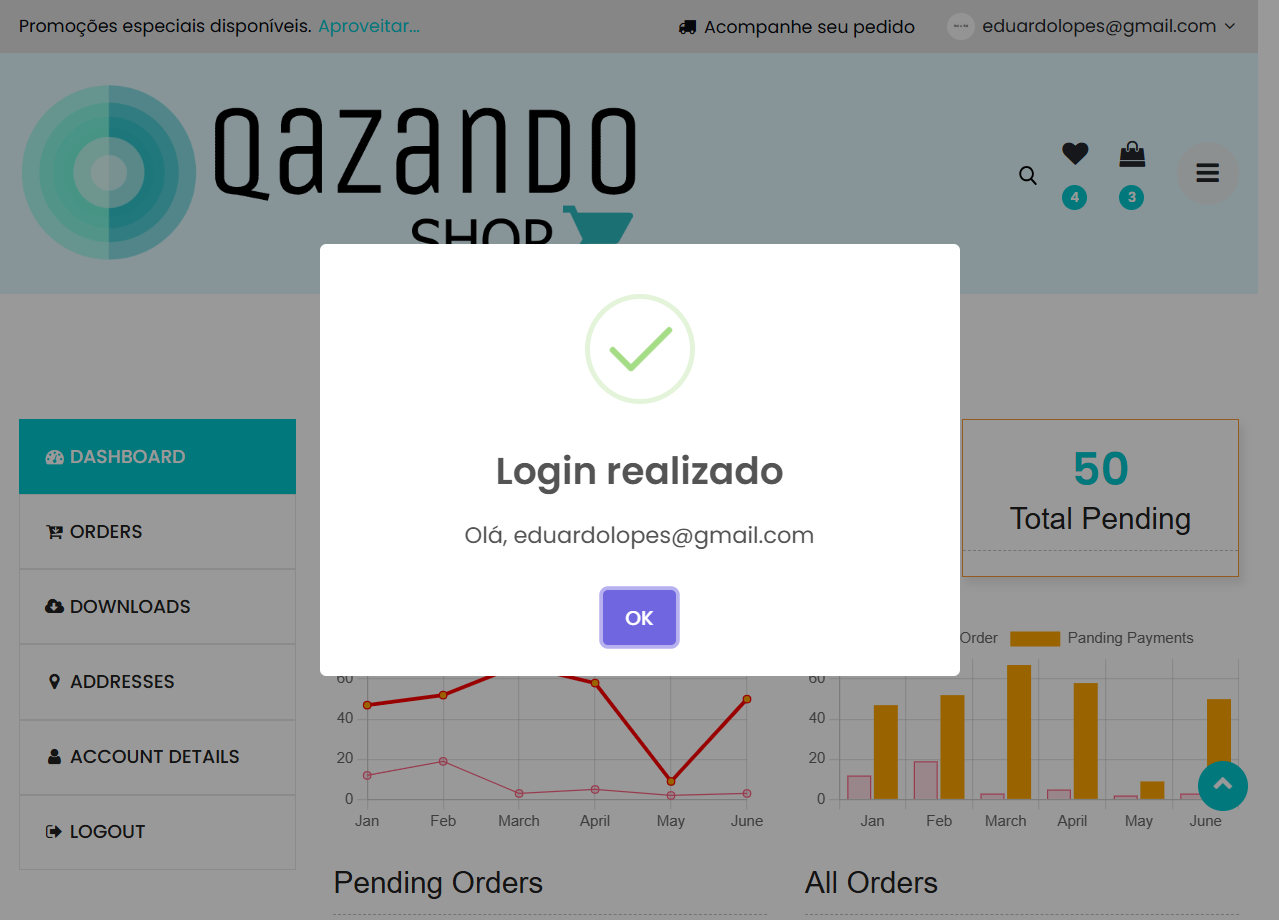 Promoções especiais disponíveis. Aproveitar...
Acompanhe seu pedido
eduardolopes@gmail.com
QAZANDO
SHOP
4
3
DASHBOARD
ORDERS
DOWNLOADS
ADDRESSES
ACCOUNT DETAILS
LOGOUT
Login realizado
Olá, eduardolopes@gmail.com
OK
50
Total Pending
60
40
20
0
Jan Feb March April May June
Order Panding Payments
60
40
20
0
Jan Feb March April May June
Pending Orders
All Orders